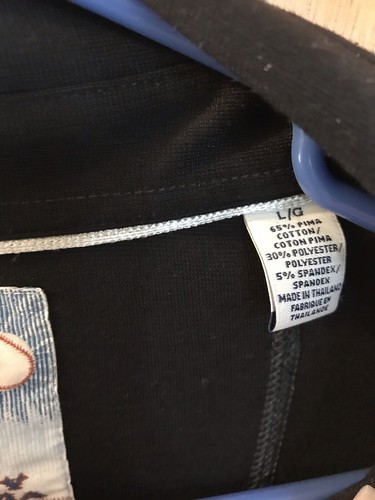 L/G
65% PIMA
COTTON/
COTON PIMA
30% POLYESTER/
POLYESTER
5% SPANDEX/
SPANDEX
MADE IN THAILAND
FABRIQUE EN
THAILANDE